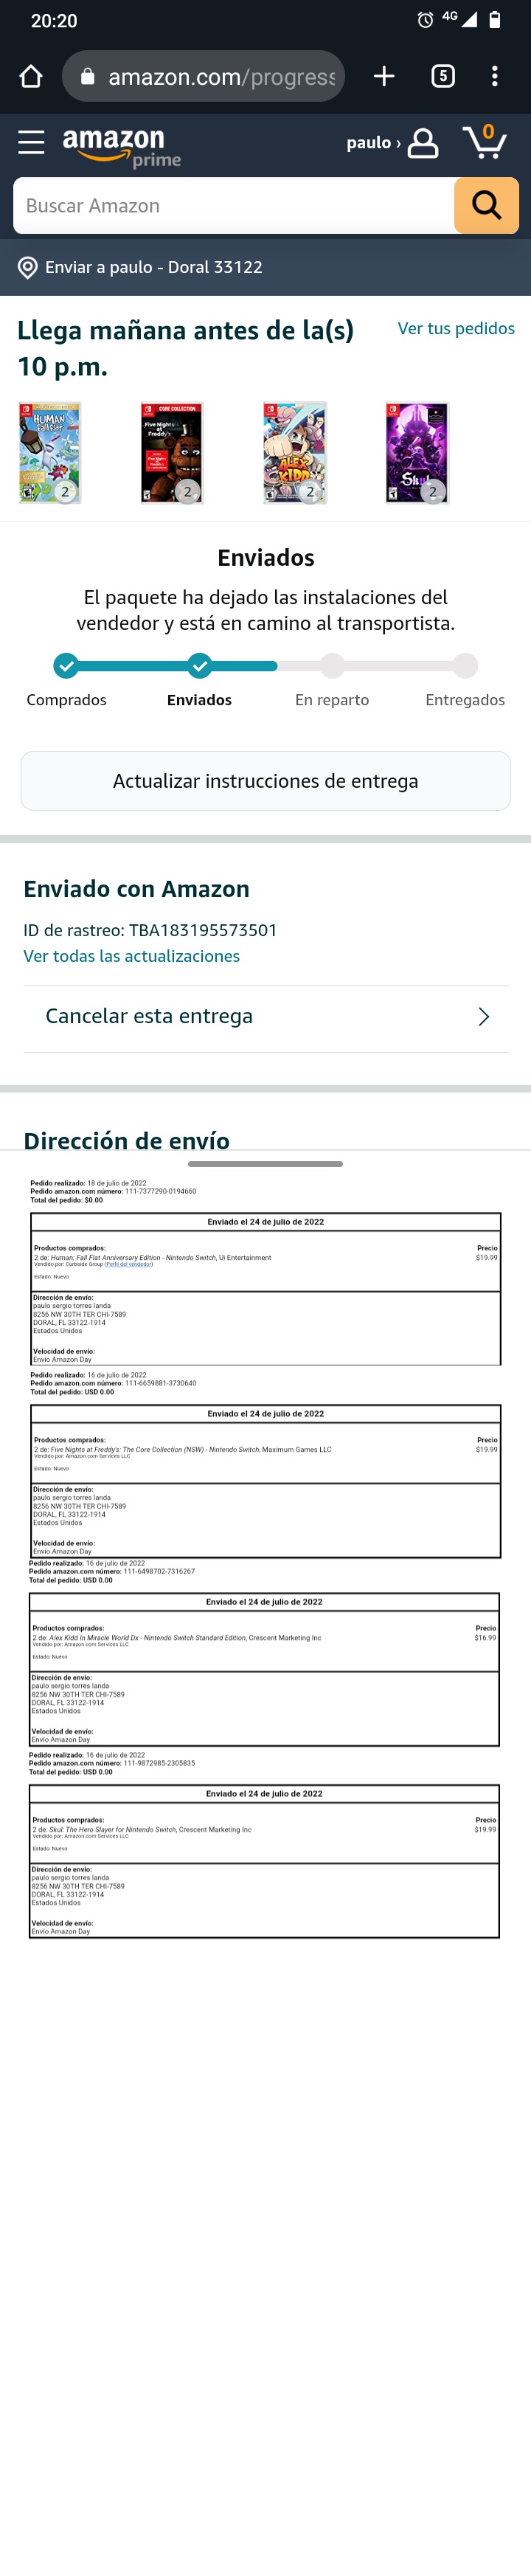 20:20
4G
amazon.com/progress
5
amazon
prime
paulo ›
0
Buscar Amazon
Enviar a paulo - Doral 33122
Llega mañana antes de la(s)
10 p.m.
Ver tus pedidos
HUMAN
fall flat
2
CORE COLLECTION
Five Nights
at
Freddy's
2
ALEX
KIDD
2
Skul
2
Enviados
El paquete ha dejado las instalaciones del
vendedor y está en camino al transportista.
Comprados
Enviados
En reparto
Entregados
Actualizar instrucciones de entrega
Enviado con Amazon
ID de rastreo: TBA183195573501
Ver todas las actualizaciones
Cancelar esta entrega
Dirección de envío
Pedido realizado: 18 de julio de 2022
Pedido amazon.com número: 111-7377290-0194660
Total del pedido: $0.00
Enviado el 24 de julio de 2022
Productos comprados: Precio
2 de: Human: Fall Flat Anniversary Edition - Nintendo Switch, Ui Entertainment $19.99
Vendido por: Curbside Group (Perfil del vendedor)
Estado: Nuevo
Dirección de envío:
paulo sergio torres landa
8256 NW 30TH TER CHI-7589
DORAL, FL 33122-1914
Estados Unidos
Velocidad de envío:
Envío Amazon Day
Pedido realizado: 16 de julio de 2022
Pedido amazon.com número: 111-6659881-3730640
Total del pedido: USD 0.00
Enviado el 24 de julio de 2022
Productos comprados: Precio
2 de: Five Nights at Freddy's: The Core Collection (NSW) - Nintendo Switch, Maximum Games LLC $19.99
Vendido por: Amazon.com Services LLC
Estado: Nuevo
Dirección de envío:
paulo sergio torres landa
8256 NW 30TH TER CHI-7589
DORAL, FL 33122-1914
Estados Unidos
Velocidad de envío:
Envío Amazon Day
Pedido realizado: 16 de julio de 2022
Pedido amazon.com número: 111-6498702-7316267
Total del pedido: USD 0.00
Enviado el 24 de julio de 2022
Productos comprados: Precio
2 de: Alex Kidd In Miracle World Dx - Nintendo Switch Standard Edition, Crescent Marketing Inc $16.99
Vendido por: Amazon.com Services LLC
Estado: Nuevo
Dirección de envío:
paulo sergio torres landa
8256 NW 30TH TER CHI-7589
DORAL, FL 33122-1914
Estados Unidos
Velocidad de envío:
Envío Amazon Day
Pedido realizado: 16 de julio de 2022
Pedido amazon.com número: 111-9872985-2305835
Total del pedido: USD 0.00
Enviado el 24 de julio de 2022
Productos comprados: Precio
2 de: Skul: The Hero Slayer for Nintendo Switch, Crescent Marketing Inc $19.99
Vendido por: Amazon.com Services LLC
Estado: Nuevo
Dirección de envío:
paulo sergio torres landa
8256 NW 30TH TER CHI-7589
DORAL, FL 33122-1914
Estados Unidos
Velocidad de envío:
Envío Amazon Day